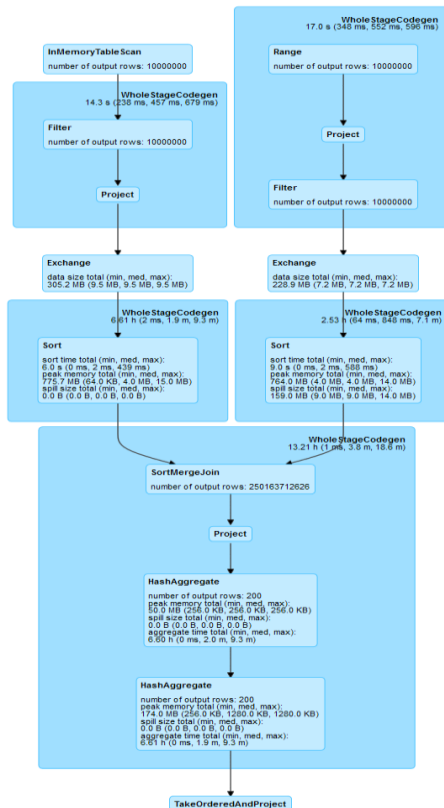 WholeStageCodegen
17.0 s (348 ms, 552 ms, 596 ms)
InMemoryTableScan
number of output rows: 10000000
Range
number of output rows: 10000000
WholeStageCodegen
14.3 s (238 ms, 457 ms, 679 ms)
Filter
number of output rows: 10000000
Project
Project
Filter
number of output rows: 10000000
Exchange
data size total (min, med, max):
305.2 MB (9.5 MB, 9.5 MB, 9.5 MB)
Exchange
data size total (min, med, max):
228.9 MB (7.2 MB, 7.2 MB, 7.2 MB)
WholeStageCodegen
6.61 h (2 ms, 1.9 m, 9.3 m)
Sort
sort time total (min, med, max):
6.0 s (0 ms, 2 ms, 439 ms)
peak memory total (min, med, max):
775.7 MB (64.0 KB, 4.0 MB, 15.0 MB)
spill size total (min, med, max):
0.0 B (0.0 B, 0.0 B, 0.0 B)
WholeStageCodegen
2.53 h (64 ms, 848 ms, 7.1 m)
Sort
sort time total (min, med, max):
9.0 s (0 ms, 2 ms, 588 ms)
peak memory total (min, med, max):
764.0 MB (4.0 MB, 4.0 MB, 14.0 MB)
spill size total (min, med, max):
159.0 MB (9.0 MB, 9.0 MB, 14.0 MB)
WholeStageCodegen
13.21 h (1 ms, 3.8 m, 18.6 m)
SortMergeJoin
number of output rows: 250163712626
Project
HashAggregate
number of output rows: 200
peak memory total (min, med, max):
50.0 MB (256.0 KB, 256.0 KB, 256.0 KB)
spill size total (min, med, max):
0.0 B (0.0 B, 0.0 B, 0.0 B)
aggregate time total (min, med, max):
6.60 h (0 ms, 2.0 m, 9.3 m)
HashAggregate
number of output rows: 200
peak memory total (min, med, max):
174.0 MB (256.0 KB, 1280.0 KB, 1280.0 KB)
spill size total (min, med, max):
0.0 B (0.0 B, 0.0 B, 0.0 B)
aggregate time total (min, med, max):
6.61 h (0 ms, 1.9 m, 9.3 m)
TakeOrderedAndProject